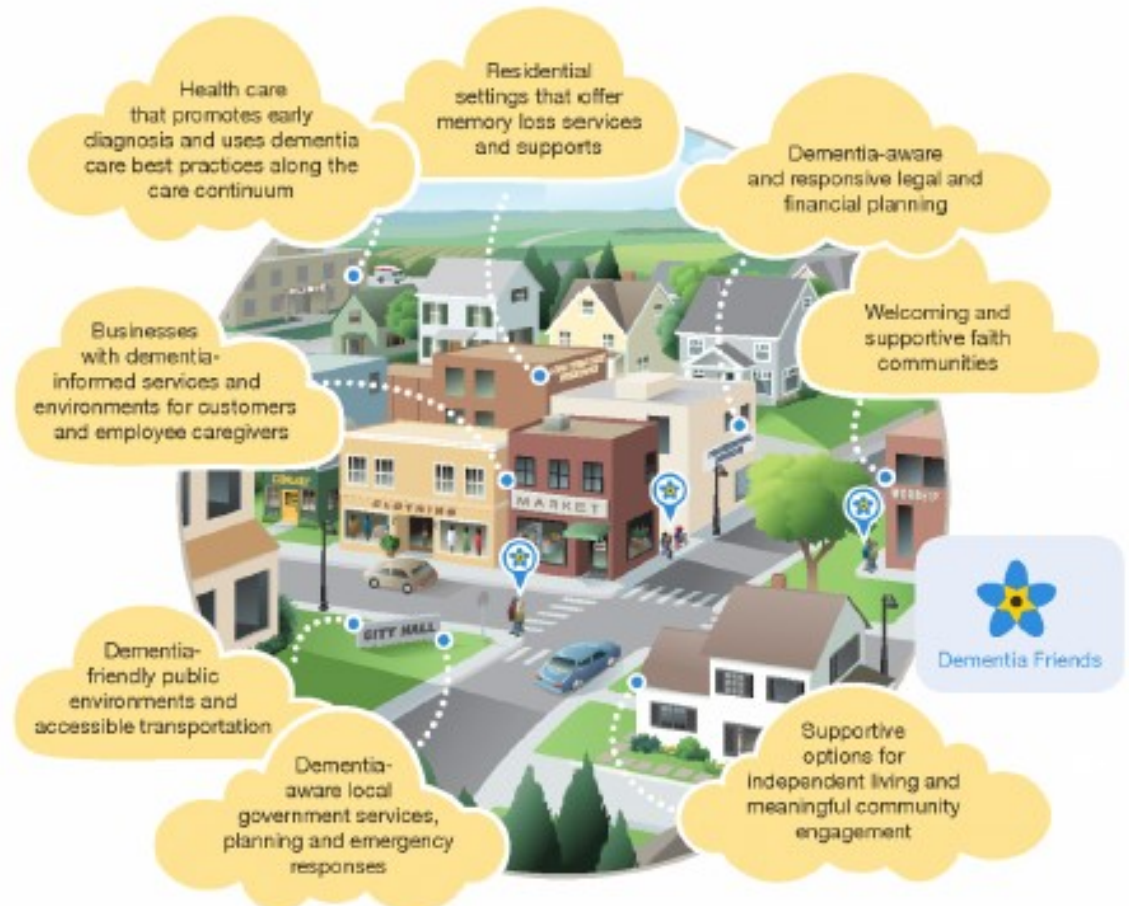 Health care
that promotes early
diagnosis and uses dementia
care best practices along the
care continuum
Residential
settings that offer
memory loss services
and supports
Dementia-aware
and responsive legal and
financial planning
Welcoming and
supportive faith
communities
Businesses
with dementia-
informed services and
environments for customers
and employee caregivers
CLINIC
CLOTHING
MARKET
WORSHIP
CITY HALL
Dementia Friends
Dementia-
friendly public
environments and
accessible transportation
Dementia-
aware local
government services,
planning and emergency
responses
Supportive
options for
independent living and
meaningful community
engagement